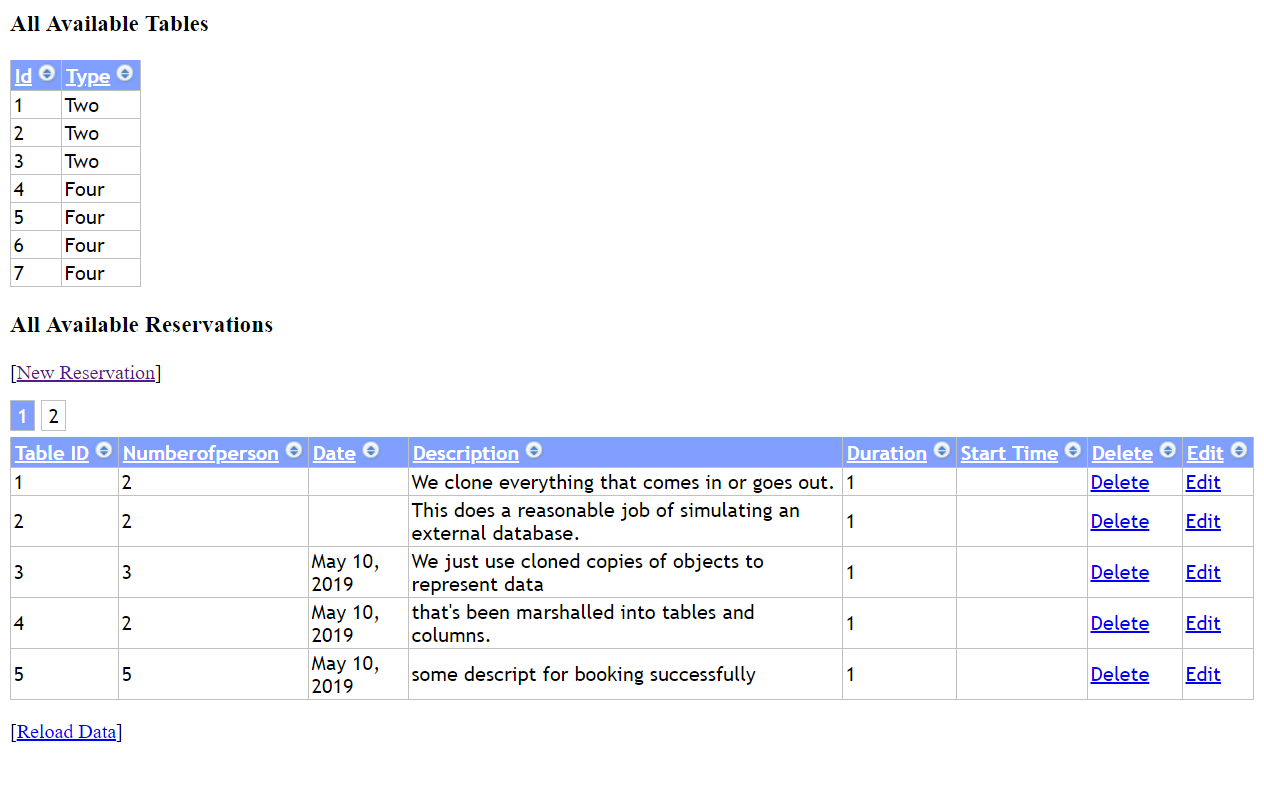 All Available Tables
Id Type
1 Two
2 Two
3 Two
4 Four
5 Four
6 Four
7 Four
All Available Reservations
[New Reservation]
1 2
Table ID Numberofperson Date Description Duration Start Time Delete Edit
1 2 We clone everything that comes in or goes out. 1 Delete Edit
2 2 This does a reasonable job of simulating an 1 Delete Edit
external database.
3 3 May 10, We just use cloned copies of objects to 1 Delete Edit
2019 represent data
4 2 May 10, that's been marshalled into tables and 1 Delete Edit
2019 columns.
5 5 May 10, some descript for booking successfully 1 Delete Edit
2019
[Reload Data]